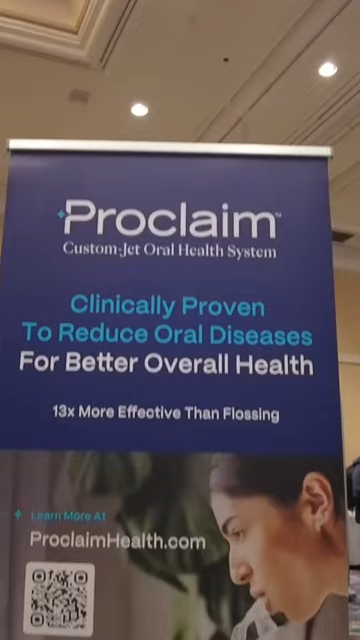 Proclaim™
Custom-Jet Oral Health System
Clinically Proven
To Reduce Oral Diseases
For Better Overall Health
13x More Effective Than Flossing
Learn More At
ProclaimHealth.com